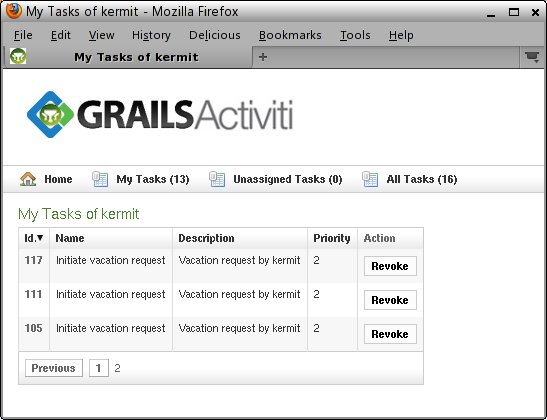 My Tasks of kermit - Mozilla Firefox
File Edit View History Delicious Bookmarks Tools Help
My Tasks of kermit +
GRAILSActiviti
Home My Tasks (13) Unassigned Tasks (0) All Tasks (16)
My Tasks of kermit
Id.▼ Name Description Priority Action
117 Initiate vacation request Vacation request by kermit 2 Revoke
111 Initiate vacation request Vacation request by kermit 2 Revoke
105 Initiate vacation request Vacation request by kermit 2 Revoke
Previous 1 2